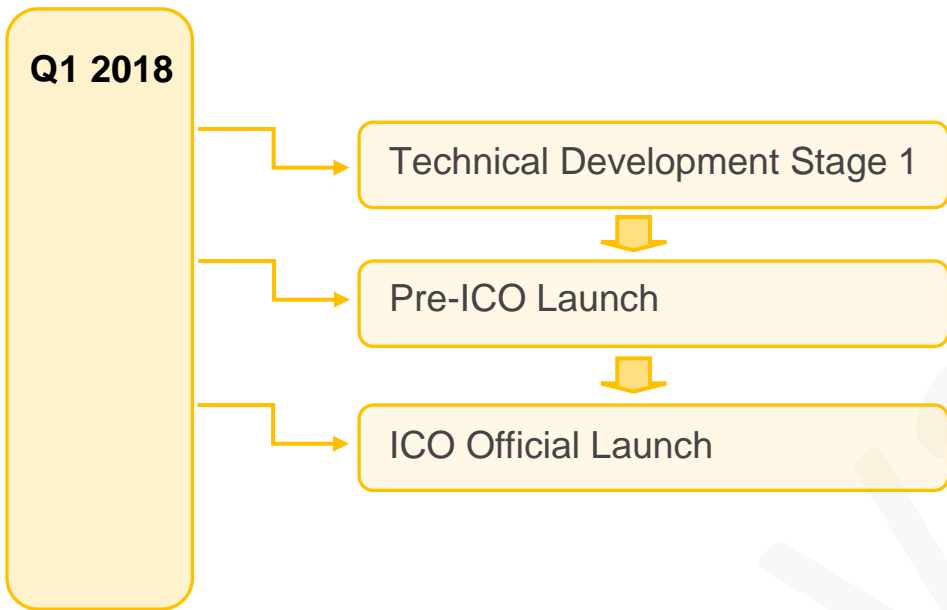 Q1 2018
Technical Development Stage 1
Pre-ICO Launch
ICO Official Launch